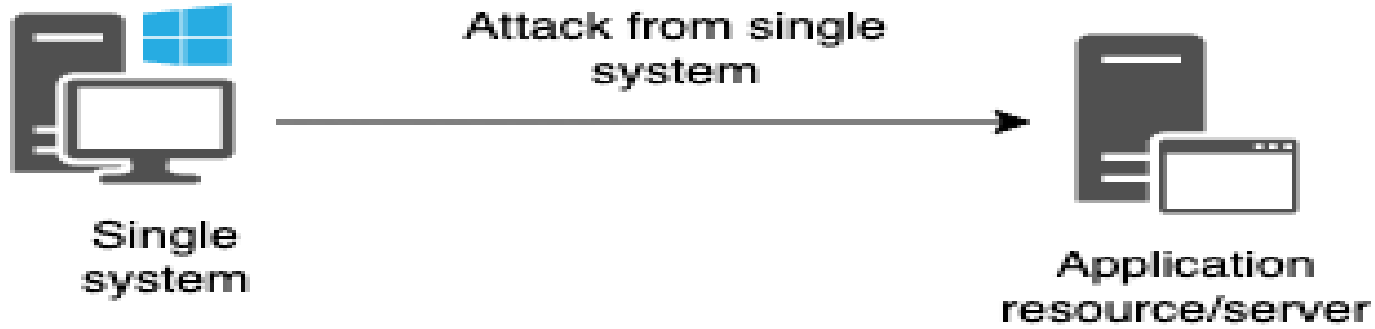 Attack from single
system
Single
system
Application
resource/server